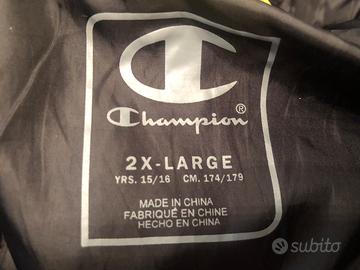 Champion®
2X-LARGE
YRS. 15/16 CM. 174/179
MADE IN CHINA
FABRIQUÉ EN CHINE
HECHO EN CHINA
subito